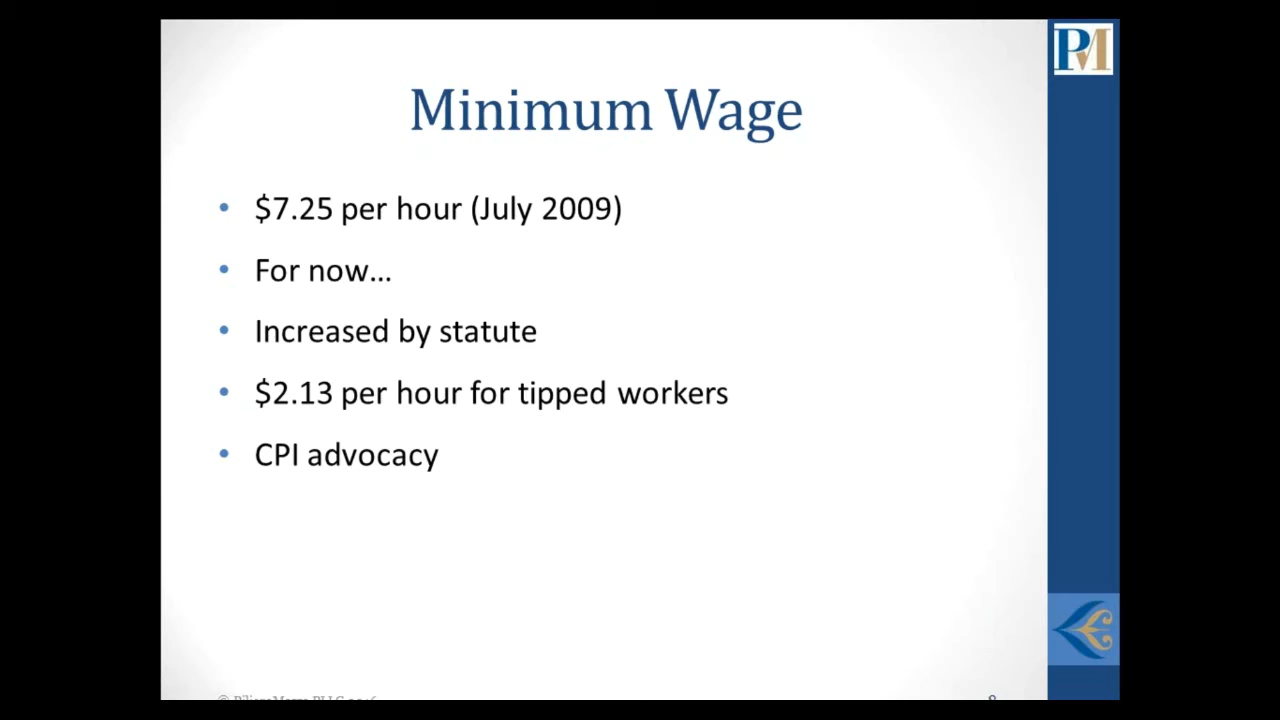 PM
Minimum Wage
• $7.25 per hour (July 2009)
• For now...
• Increased by statute
• $2.13 per hour for tipped workers
• CPI advocacy